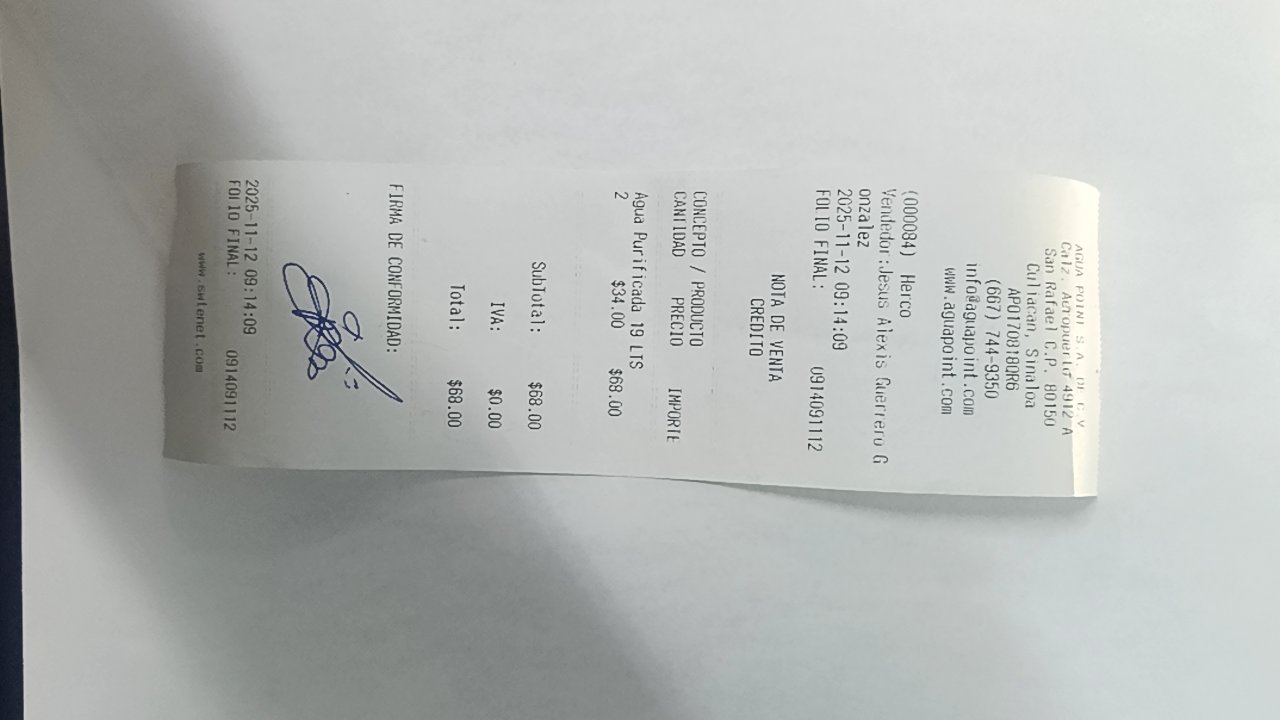 AGUA POINT S.A. DE C.V
Calz. Aeropuerto 4912 A
San Rafael C.P. 80150
Culiacan, Sinaloa
APO170818QR6
(667) 744-9350
info@aguapoint.com
www.aguapoint.com
(000084) Herco
Vendedor:Jesus Alexis Guerrero G
onzalez
2025-11-12 09:14:09
FOLIO FINAL: 0914091112
NOTA DE VENTA
CREDITO
CONCEPTO / PRODUCTO
CANTIDAD PRECIO IMPORTE
Agua Purificada 19 LTS
2 $34.00 $68.00
SubTotal: $68.00
IVA: $0.00
Total: $68.00
FIRMA DE CONFORMIDAD:
2025-11-12 09:14:09
FOLIO FINAL: 0914091112
www.swtenet.com